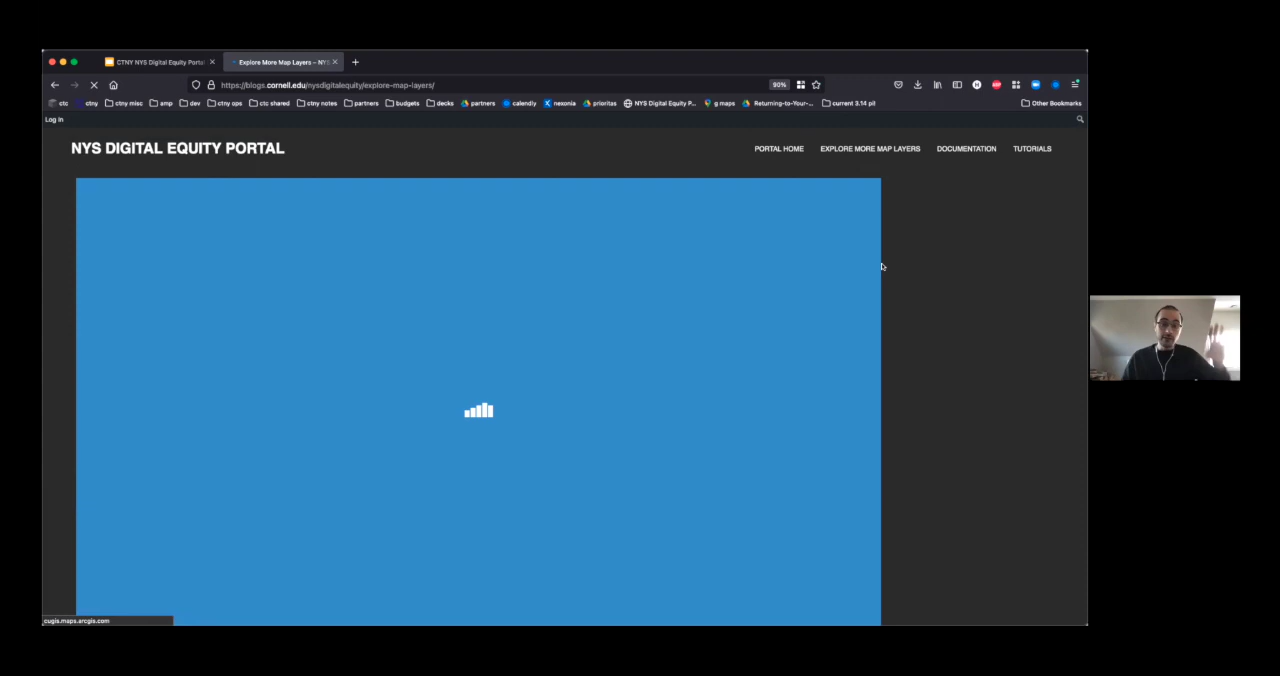 CTNY NYS Digital Equity Portal
Explore More Map Layers – NYS
https://blogs.cornell.edu/nysdigitalequity/explore-map-layers/
90%
ctc ctny ctny misc amp dev ctny ops ctc shared ctny notes partners budgets decks partners calendly nexonia prioritas NYS Digital Equity P... g maps Returning-to-Your-... current 3.14 pil Other Bookmarks
Log In
NYS DIGITAL EQUITY PORTAL
PORTAL HOME EXPLORE MORE MAP LAYERS DOCUMENTATION TUTORIALS
cugis.maps.arcgis.com